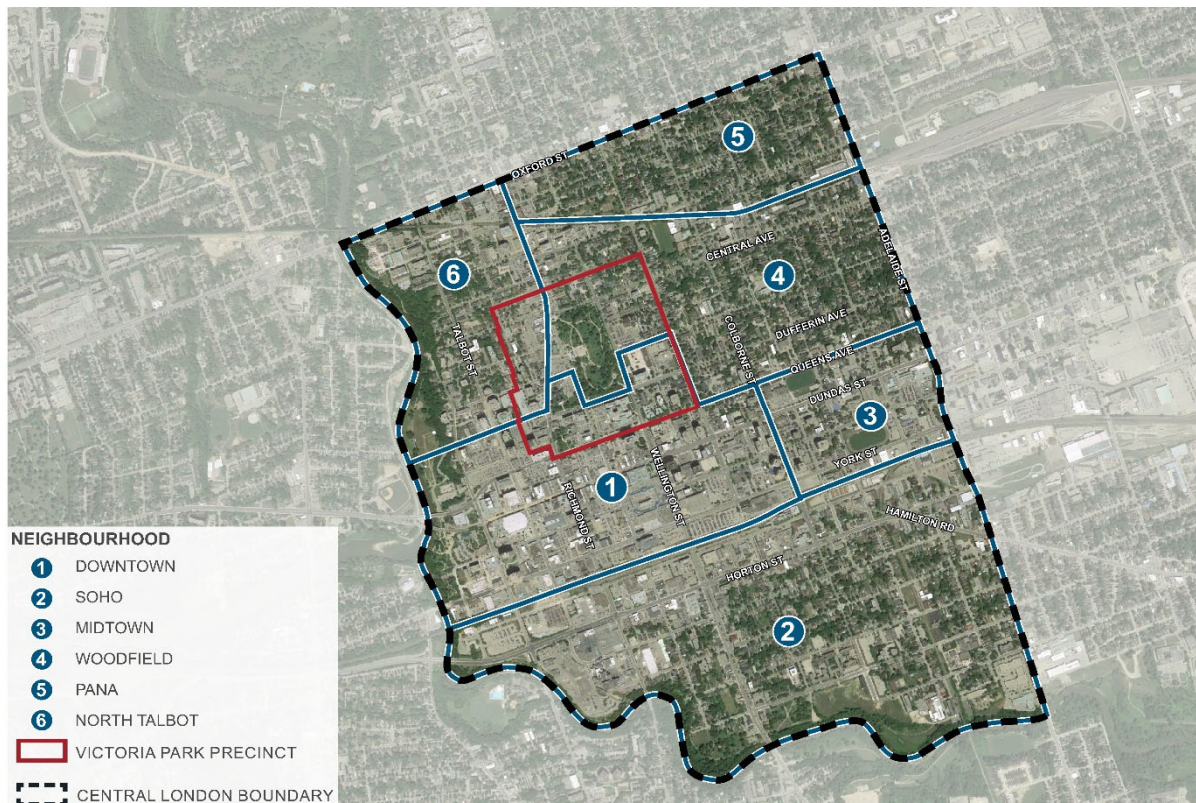 5
OXFORD ST
CENTRAL AVE
ADELAIDE ST
6
4
TALBOT ST
COLBORNE ST
DUFFERIN AVE
QUEENS AVE
DUNDAS ST
3
YORK ST
WELLINGTON ST
1
RICHMOND ST
HAMILTON RD
HORTON ST
2
NEIGHBOURHOOD
1 DOWNTOWN
2 SOHO
3 MIDTOWN
4 WOODFIELD
5 PANA
6 NORTH TALBOT
VICTORIA PARK PRECINCT
CENTRAL LONDON BOUNDARY